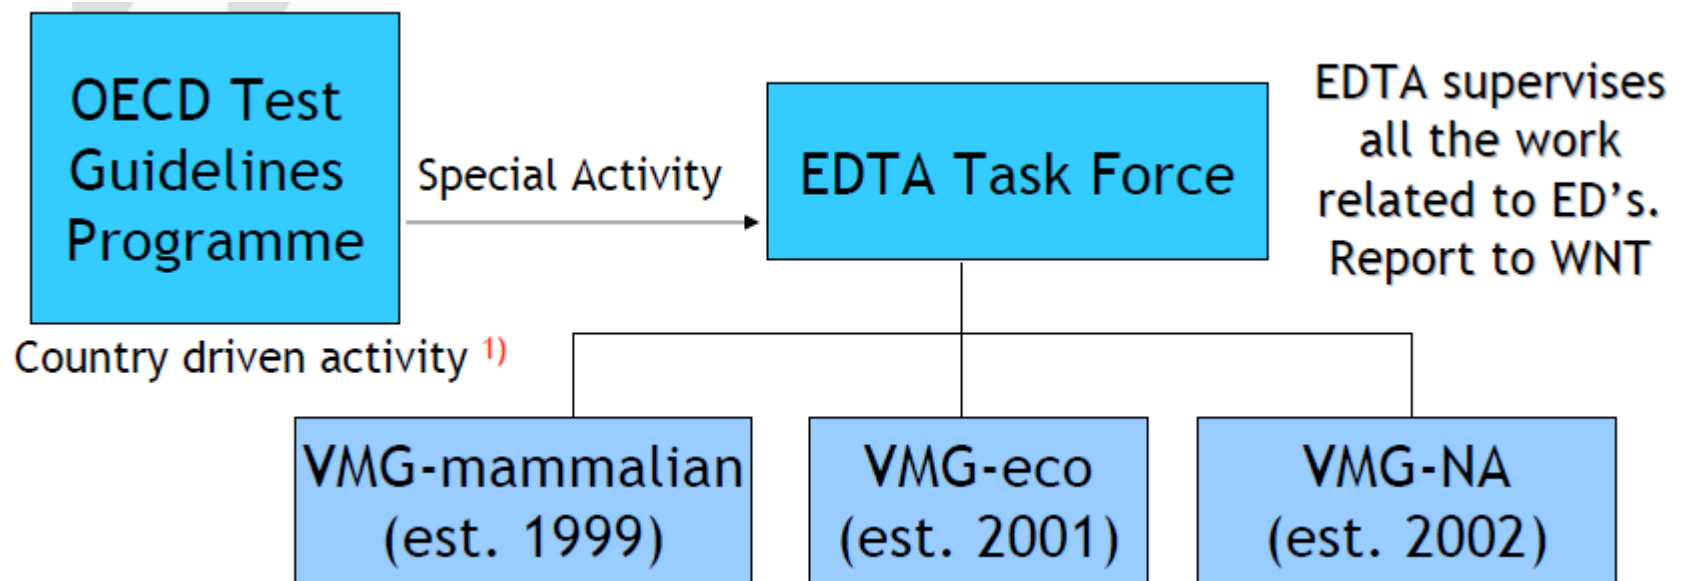 OECD Test
Guidelines
Programme
Special Activity
EDTA Task Force
EDTA supervises
all the work
related to ED’s.
Report to WNT
Country driven activity 1)
VMG-mammalian
(est. 1999)
VMG-eco
(est. 2001)
VMG-NA
(est. 2002)